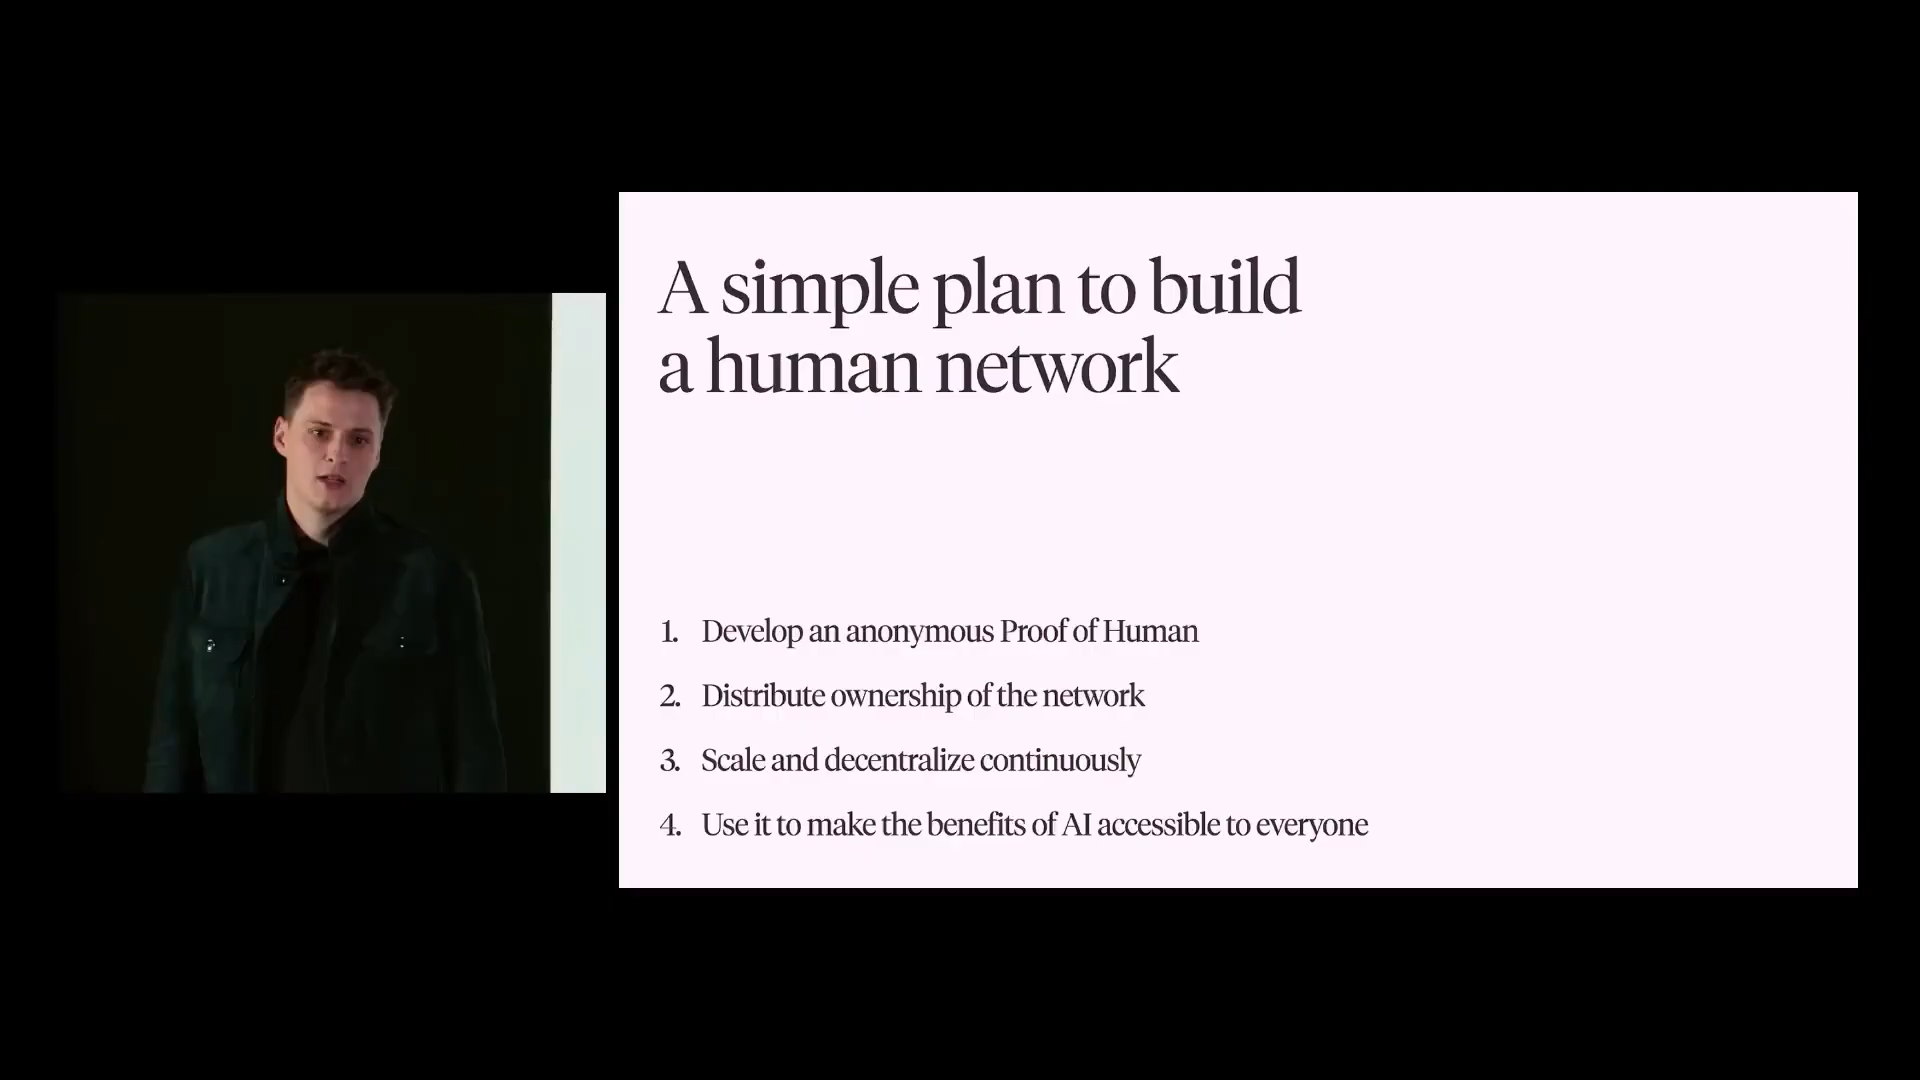 A simple plan to build
a human network
1. Develop an anonymous Proof of Human
2. Distribute ownership of the network
3. Scale and decentralize continuously
4. Use it to make the benefits of AI accessible to everyone